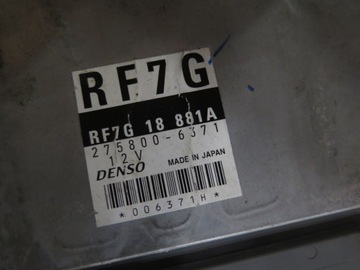 RF7G
RF7G 18 881A
275800-6371
12V
DENSO MADE IN JAPAN
*006371H*